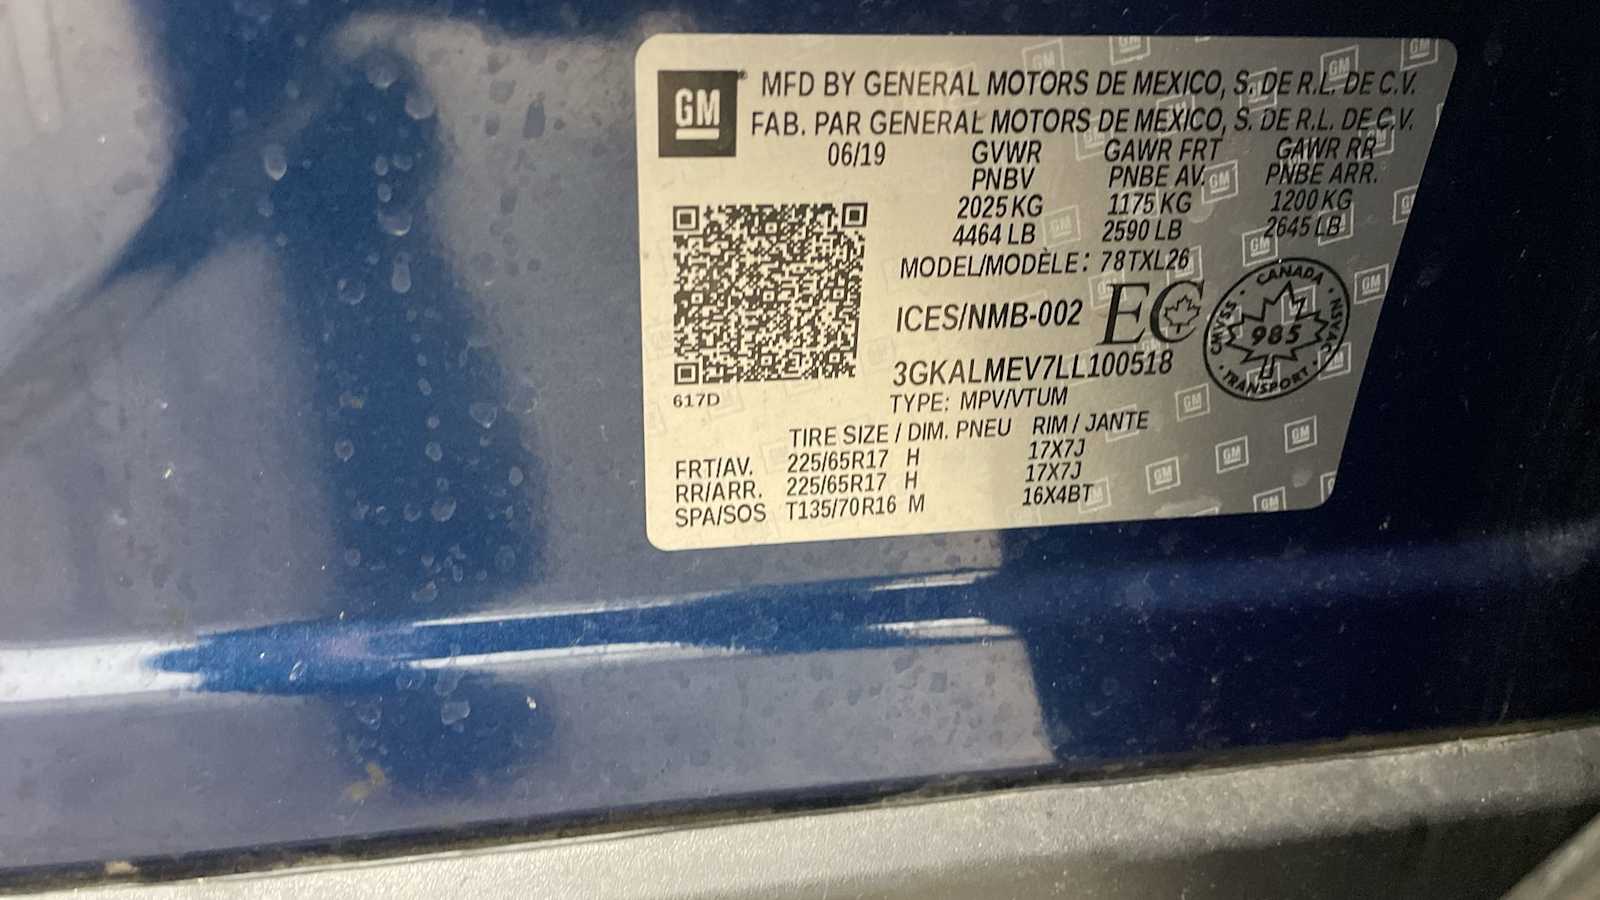 GM
MFD BY GENERAL MOTORS DE MEXICO, S. DE R.L. DE C.V.
FAB. PAR GENERAL MOTORS DE MEXICO, S. DE R.L. DE C.V.
06/19 GVWR GAWR FRT GAWR RR
PNBV PNBE AV. PNBE ARR.
2025 KG 1175 KG 1200 KG
4464 LB 2590 LB 2645 LB
MODEL/MODÈLE: 78TXL26
ICES/NMB-002 EC
CANADA
CMVSS 985 NSVAC
TRANSPORT
3GKALMEV7LL100518
617D
TYPE: MPV/VTUM
TIRE SIZE / DIM. PNEU RIM / JANTE
FRT/AV. 225/65R17 H 17X7J
RR/ARR. 225/65R17 H 17X7J
SPA/SOS T135/70R16 M 16X4BT